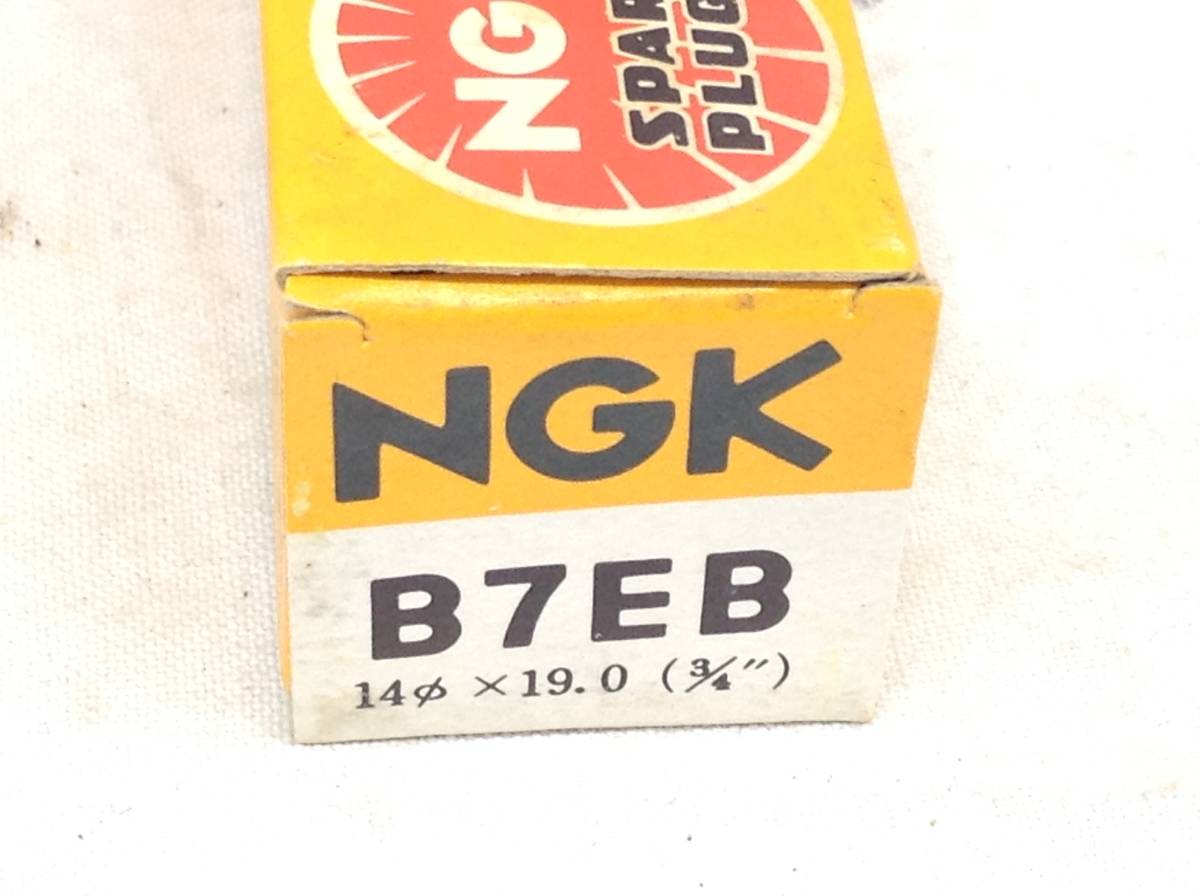 NG
SPAR
PLUG
NGK
B7EB
14φ ×19.0 (¾")